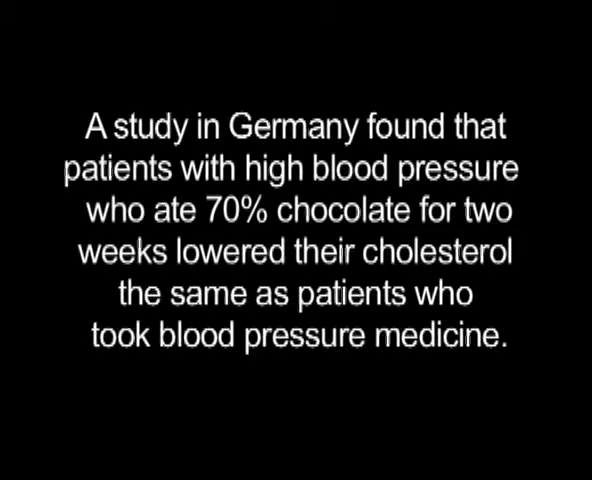 A study in Germany found that
patients with high blood pressure
who ate 70% chocolate for two
weeks lowered their cholesterol
the same as patients who
took blood pressure medicine.